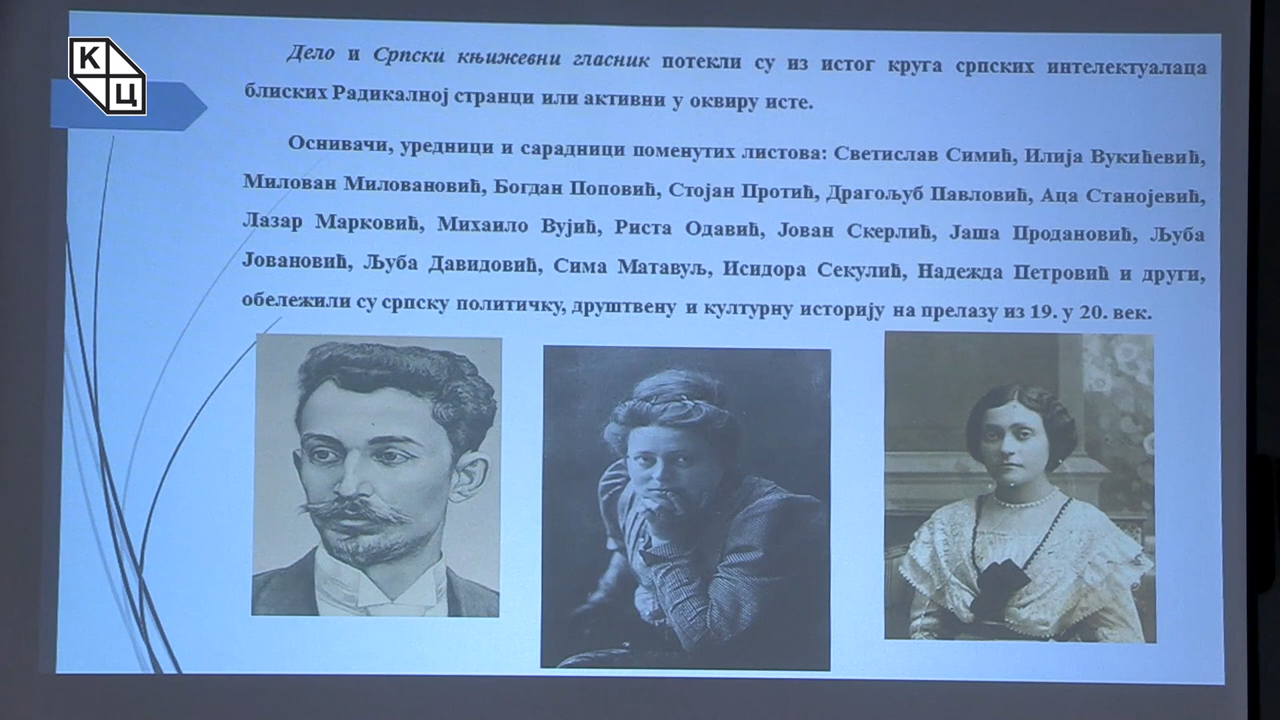 К
Ц
Дело и Српски књижевни гласник потекли су из истог круга српских интелектуалаца
блиских Радикалној странци или активни у оквиру исте.
Оснивачи, уредници и сарадници поменутих листова: Светислав Симић, Илија Вукићевић,
Милован Миловановић, Богдан Поповић, Стојан Протић, Драгољуб Павловић, Аца Станојевић,
Лазар Марковић, Михаило Вујић, Риста Одавић, Јован Скерлић, Јаша Продановић, Љуба
Јовановић, Љуба Давидовић, Сима Матавуљ, Исидора Секулић, Надежда Петровић и други,
обележили су српску политичку, друштвену и културну историју на прелазу из 19. у 20. век.